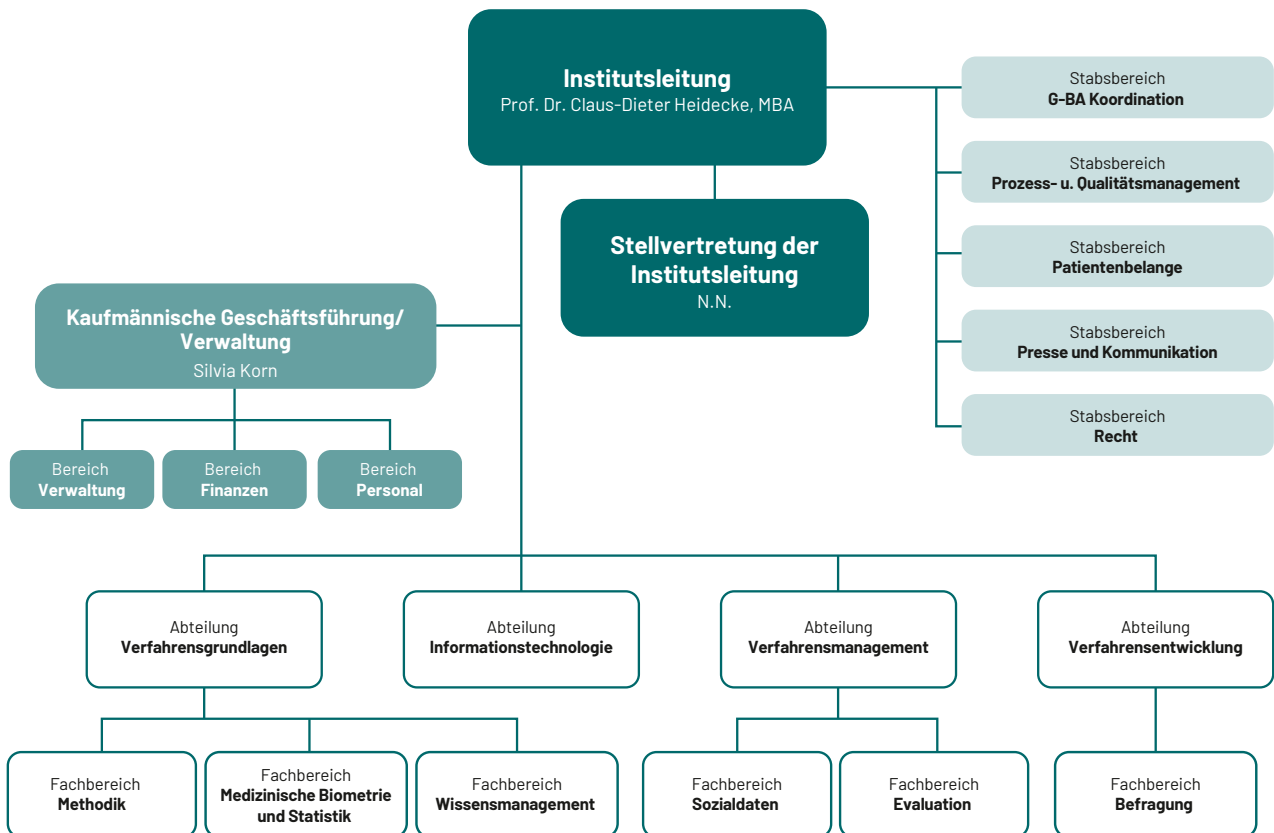 Institutsleitung
Prof. Dr. Claus-Dieter Heidecke, MBA
Stabsbereich
G-BA Koordination
Stabsbereich
Prozess- u. Qualitätsmanagement
Stellvertretung der
Institutsleitung
N.N.
Stabsbereich
Patientenbelange
Kaufmännische Geschäftsführung/
Verwaltung
Silvia Korn
Stabsbereich
Presse und Kommunikation
Stabsbereich
Recht
Bereich
Verwaltung
Bereich
Finanzen
Bereich
Personal
Abteilung
Verfahrensgrundlagen
Abteilung
Informationstechnologie
Abteilung
Verfahrensmanagement
Abteilung
Verfahrensentwicklung
Fachbereich
Methodik
Fachbereich
Medizinische Biometrie
und Statistik
Fachbereich
Wissensmanagement
Fachbereich
Sozialdaten
Fachbereich
Evaluation
Fachbereich
Befragung